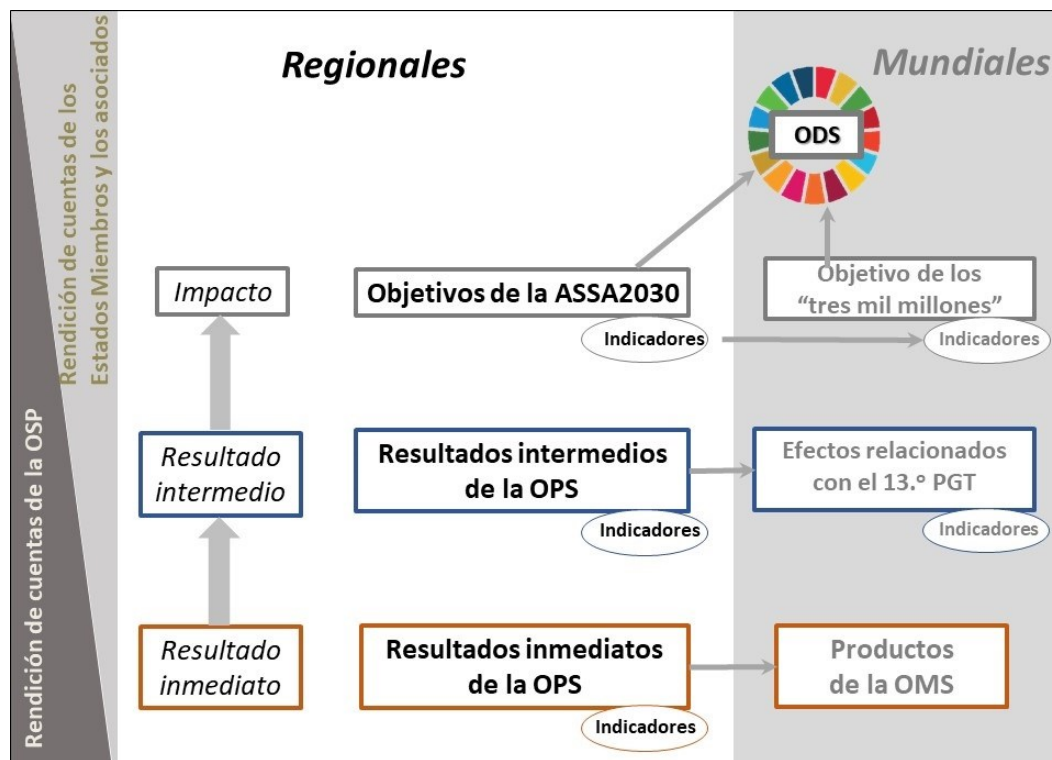 Rendición de cuentas de la OSP
Rendición de cuentas de los
Estados Miembros y los asociados
Regionales
Mundiales
ODS
Impacto
Objetivos de la ASSA2030
Indicadores
Objetivo de los
“tres mil millones”
Indicadores
Resultado
intermedio
Resultados intermedios
de la OPS
Indicadores
Efectos relacionados
con el 13.º PGT
Indicadores
Resultado
inmediato
Resultados inmediatos
de la OPS
Indicadores
Productos
de la OMS